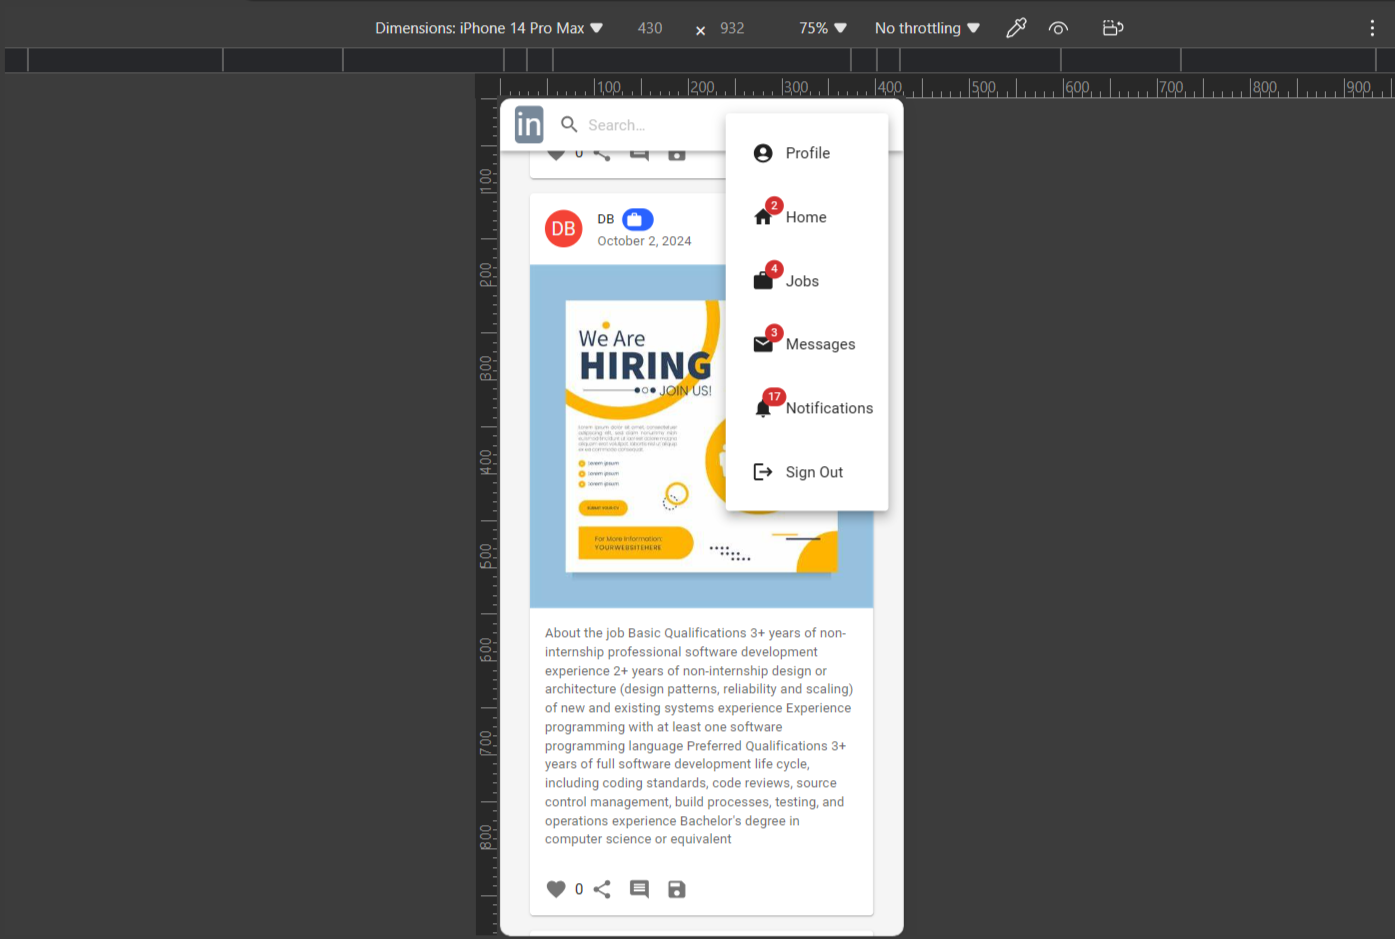 Dimensions: iPhone 14 Pro Max 430 × 932 75% No throttling
100 200 300 400 500 600 700 800 900
100
200
300
400
500
600
700
800
in Search...
0
DB DB
October 2, 2024
Profile
2
Home
4
Jobs
3
Messages
17
Notifications
Sign Out
We Are
HIRING
JOIN US!
Lorem ipsum
Lorem ipsum
Lorem ipsum
For More Information:
YOURWEBSITEHERE
About the job Basic Qualifications 3+ years of non-
internship professional software development
experience 2+ years of non-internship design or
architecture (design patterns, reliability and scaling)
of new and existing systems experience Experience
programming with at least one software
programming language Preferred Qualifications 3+
years of full software development life cycle,
including coding standards, code reviews, source
control management, build processes, testing, and
operations experience Bachelor's degree in
computer science or equivalent
0